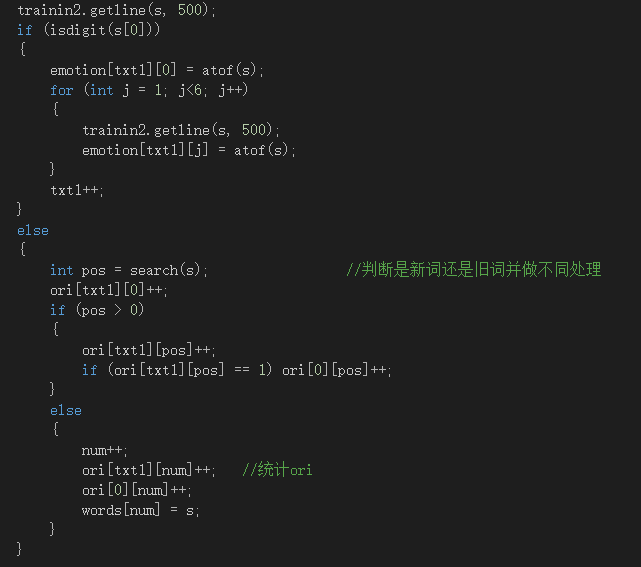 trainin2.getline(s, 500);
if (isdigit(s[0]))
{
    emotion[txt1][0] = atof(s);
    for (int j = 1; j<6; j++)
    {
        trainin2.getline(s, 500);
        emotion[txt1][j] = atof(s);
    }
    txt1++;
}
else
{
    int pos = search(s);                 //判断是新词还是旧词并做不同处理
    ori[txt1][0]++;
    if (pos > 0)
    {
        ori[txt1][pos]++;
        if (ori[txt1][pos] == 1) ori[0][pos]++;
    }
    else
    {
        num++;
        ori[txt1][num]++;   //统计ori
        ori[0][num]++;
        words[num] = s;
    }
}